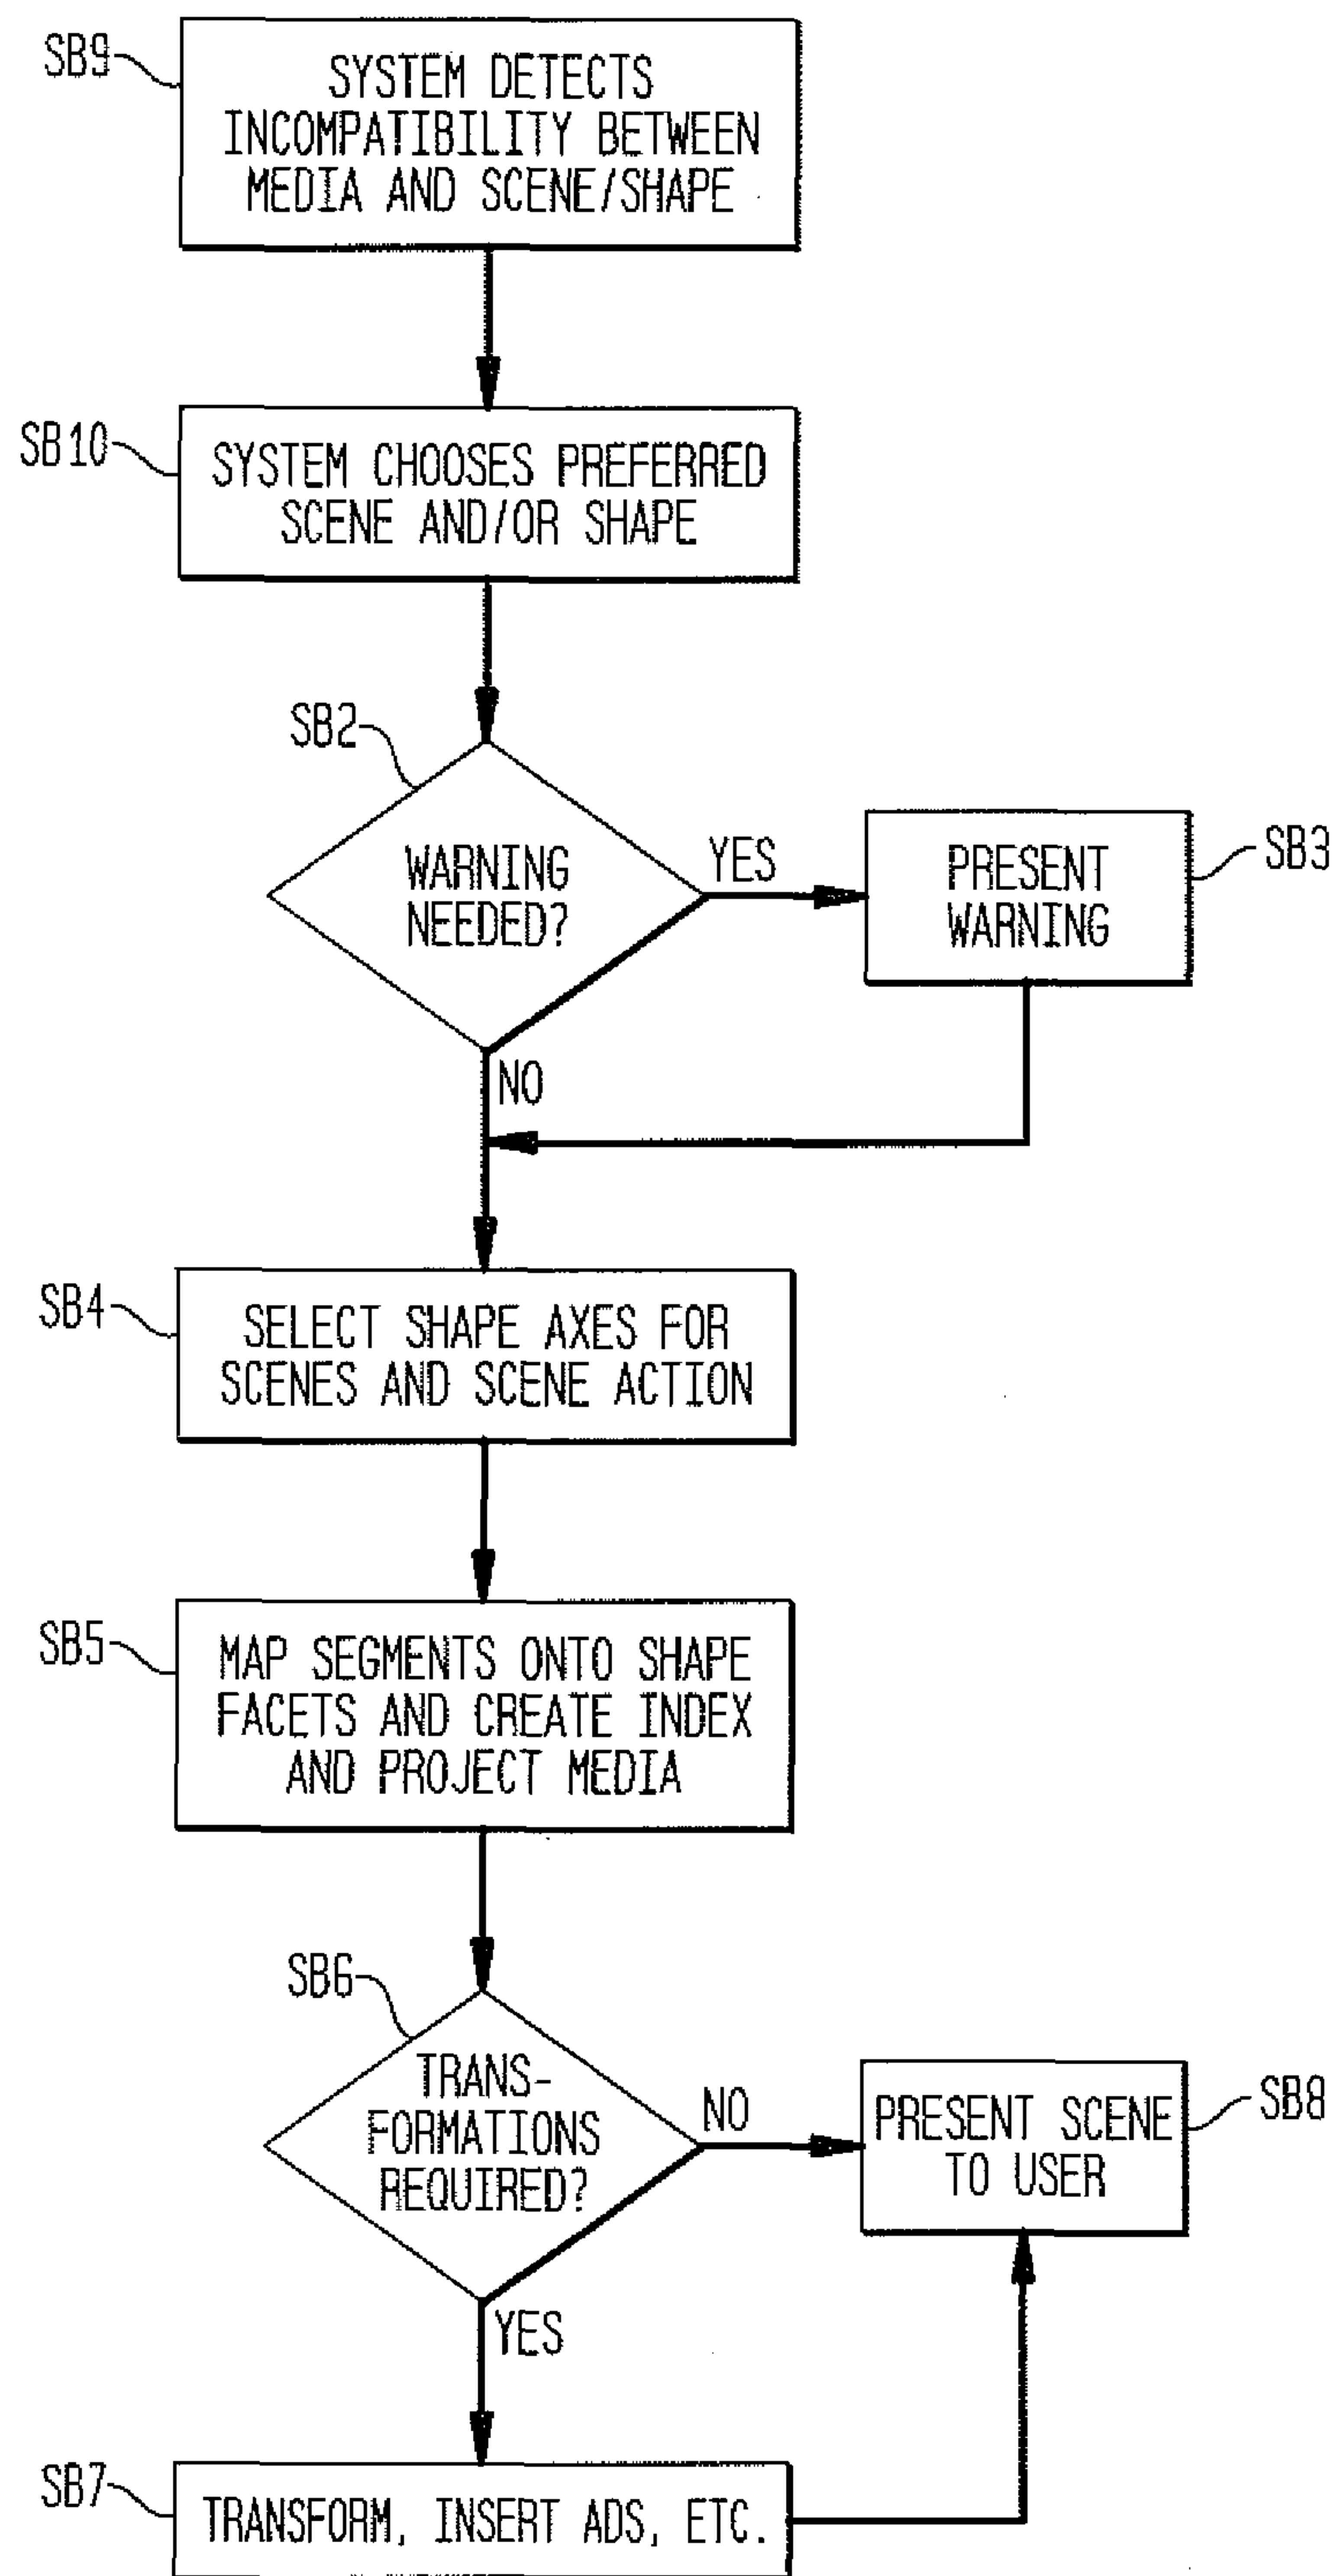 SB9
SYSTEM DETECTS
INCOMPATIBILITY BETWEEN
MEDIA AND SCENE/SHAPE
SB10
SYSTEM CHOOSES PREFERRED
SCENE AND/OR SHAPE
SB2
WARNING
NEEDED?
YES
PRESENT
WARNING
SB3
NO
SB4
SELECT SHAPE AXES FOR
SCENES AND SCENE ACTION
SB5
MAP SEGMENTS ONTO SHAPE
FACETS AND CREATE INDEX
AND PROJECT MEDIA
SB6
TRANS-
FORMATIONS
REQUIRED?
NO
PRESENT SCENE
TO USER
SB8
YES
SB7
TRANSFORM, INSERT ADS, ETC.